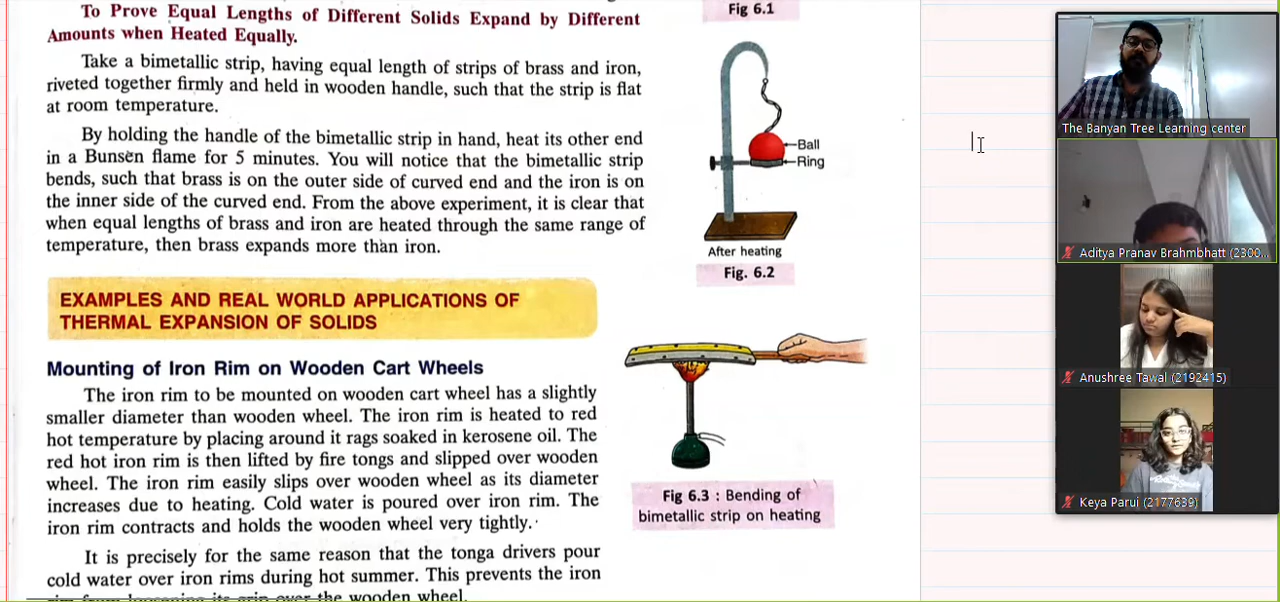 To Prove Equal Lengths of Different Solids Expand by Different
Amounts when Heated Equally.
Take a bimetallic strip, having equal length of strips of brass and iron,
riveted together firmly and held in wooden handle, such that the strip is flat
at room temperature.
By holding the handle of the bimetallic strip in hand, heat its other end
in a Bunsen flame for 5 minutes. You will notice that the bimetallic strip
bends, such that brass is on the outer side of curved end and the iron is on
the inner side of the curved end. From the above experiment, it is clear that
when equal lengths of brass and iron are heated through the same range of
temperature, then brass expands more than iron.
EXAMPLES AND REAL WORLD APPLICATIONS OF
THERMAL EXPANSION OF SOLIDS
Mounting of Iron Rim on Wooden Cart Wheels
The iron rim to be mounted on wooden cart wheel has a slightly
smaller diameter than wooden wheel. The iron rim is heated to red
hot temperature by placing around it rags soaked in kerosene oil. The
red hot iron rim is then lifted by fire tongs and slipped over wooden
wheel. The iron rim easily slips over wooden wheel as its diameter
increases due to heating. Cold water is poured over iron rim. The
iron rim contracts and holds the wooden wheel very tightly.
It is precisely for the same reason that the tonga drivers pour
cold water over iron rims during hot summer. This prevents the iron
rim from loosening its grip over the wooden wheel.
Fig 6.1
Ball
Ring
After heating
Fig. 6.2
Fig 6.3 : Bending of
bimetallic strip on heating
The Banyan Tree Learning center
Aditya Pranav Brahmbhatt (2300...
Anushree Tawal (2192415)
Keya Parui (2177639)